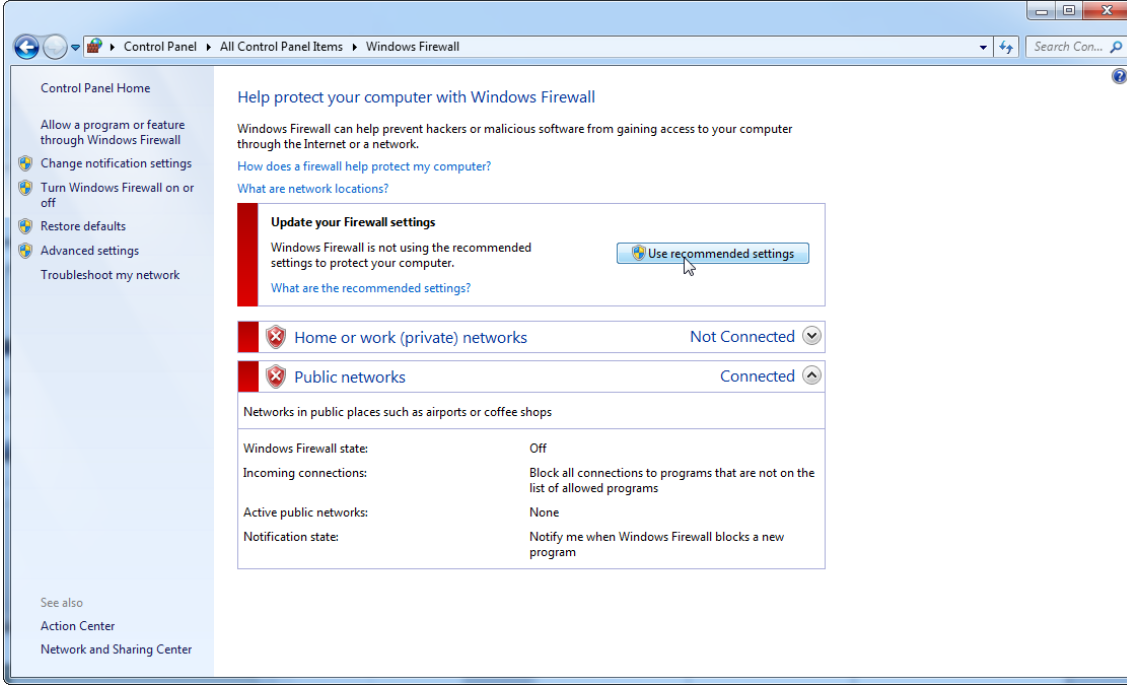 Control Panel ▸ All Control Panel Items ▸ Windows Firewall
Search Con...
Control Panel Home
Allow a program or feature
through Windows Firewall
Change notification settings
Turn Windows Firewall on or
off
Restore defaults
Advanced settings
Troubleshoot my network
See also
Action Center
Network and Sharing Center
Help protect your computer with Windows Firewall
Windows Firewall can help prevent hackers or malicious software from gaining access to your computer
through the Internet or a network.
How does a firewall help protect my computer?
What are network locations?
Update your Firewall settings
Windows Firewall is not using the recommended
settings to protect your computer.
Use recommended settings
What are the recommended settings?
Home or work (private) networks Not Connected
Public networks Connected
Networks in public places such as airports or coffee shops
Windows Firewall state: Off
Incoming connections: Block all connections to programs that are not on the
list of allowed programs
Active public networks: None
Notification state: Notify me when Windows Firewall blocks a new
program